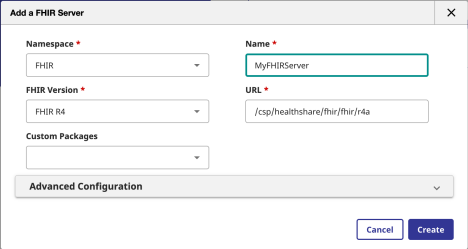 Add a FHIR Server
Namespace *
Name *
FHIR
MyFHIRServer
FHIR Version *
URL *
FHIR R4
/csp/healthshare/fhir/fhir/r4a
Custom Packages
Advanced Configuration
Cancel
Create